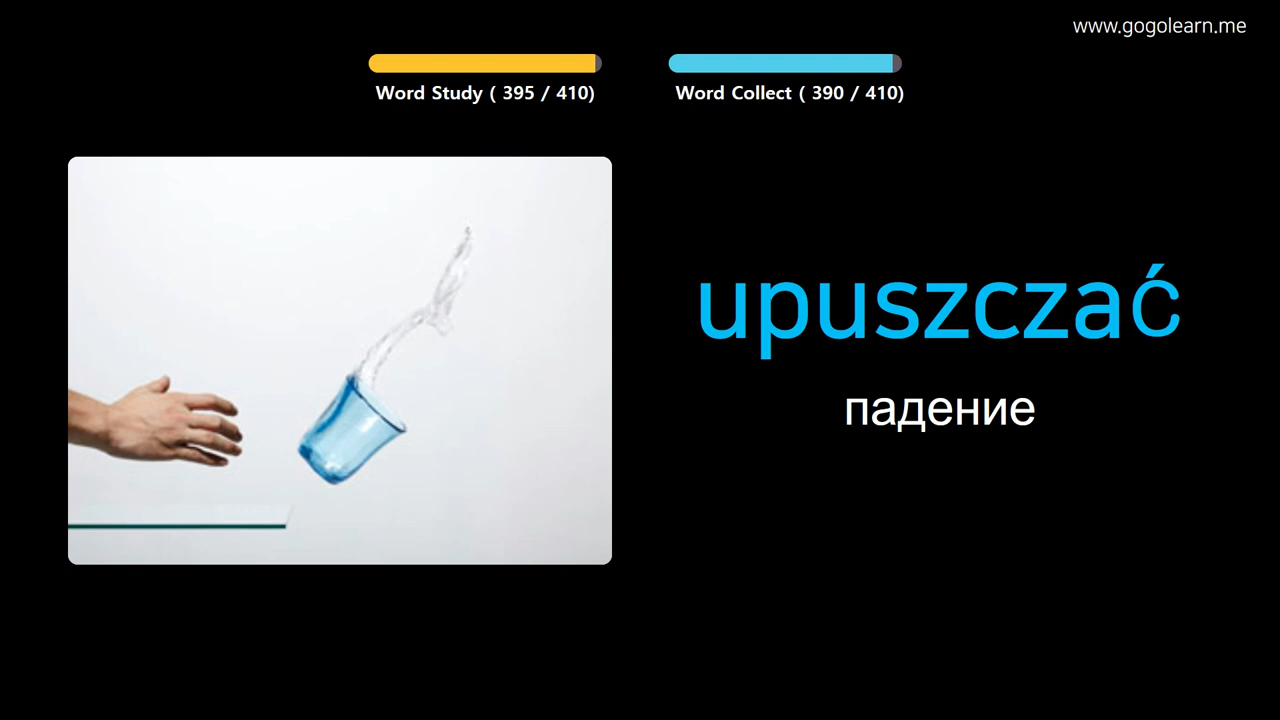 www.gogolearn.me
Word Study ( 395 / 410)
Word Collect ( 390 / 410)
upuszczać
падение